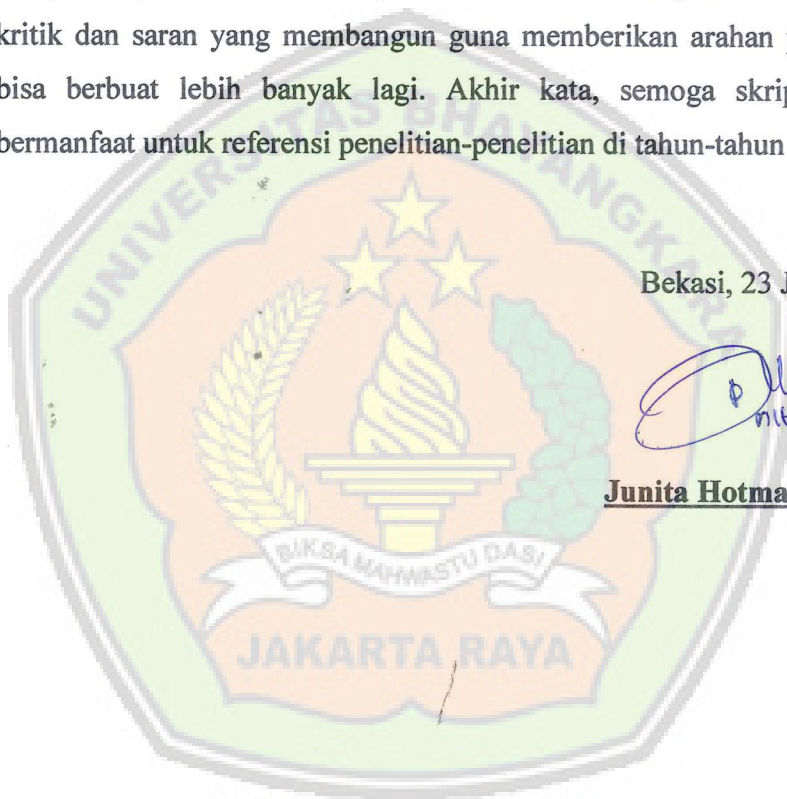 kritik dan saran yang membangun guna memberikan arahan
bisa berbuat lebih banyak lagi. Akhir kata, semoga
bermanfaat untuk referensi penelitian-penelitian di tahun-tahun
UNIVERSITAS BHAYANGKARA
Bekasi, 23
Junita Hotma
BIKSA MAHWASTU DASI
JAKARTA RAYA